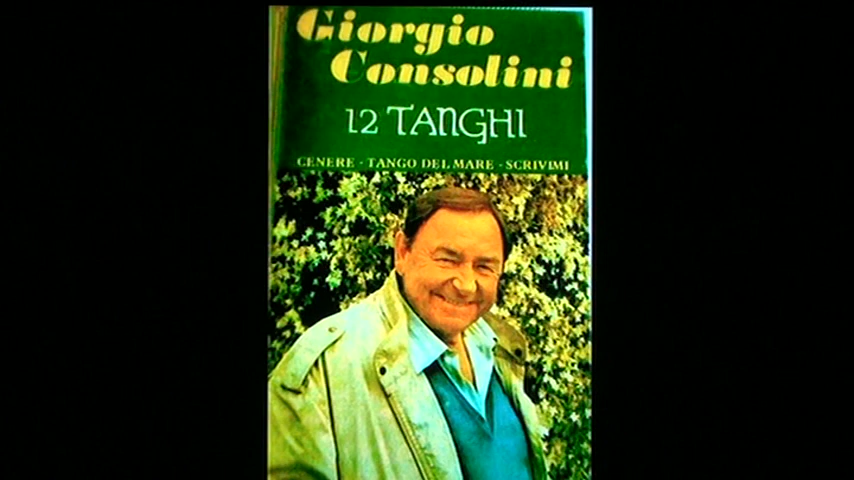 Giorgio
Consolini
12 TANGHI
CENERE - TANGO DEL MARE - SCRIVIMI